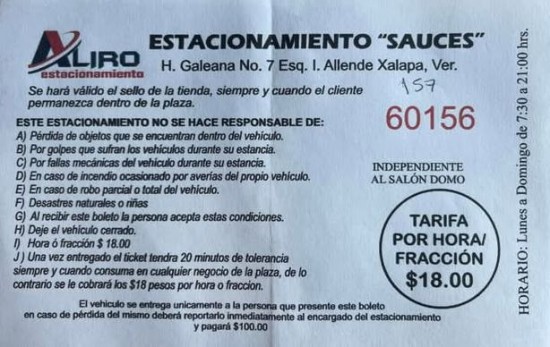 ALIRO
estacionamiento
ESTACIONAMIENTO "SAUCES"
H. Galeana No. 7 Esq. I. Allende Xalapa, Ver.
Se hará válido el sello de la tienda, siempre y cuando el cliente
permanezca dentro de la plaza.
157
60156
ESTE ESTACIONAMIENTO NO SE HACE RESPONSABLE DE:
A) Pérdida de objetos que se encuentran dentro del vehículo.
B) Por golpes que sufran los vehículos durante su estancia.
C) Por fallas mecánicas del vehículo durante su estancia.
D) En caso de incendio ocasionado por averías del propio vehículo.
E) En caso de robo parcial o total del vehículo.
F) Desastres naturales o riñas
G) Al recibir este boleto la persona acepta estas condiciones.
H) Deje el vehículo cerrado.
I) Hora ó fracción $ 18.00
J ) Una vez entregado el ticket tendra 20 minutos de tolerancia
siempre y cuando consuma en cualquier negocio de la plaza, de lo
contrario se le cobrará los $18 pesos por hora o fraccion.
INDEPENDIENTE
AL SALÓN DOMO
TARIFA
POR HORA/
FRACCIÓN
$18.00
El vehículo se entrega unicamente a la persona que presente este boleto
en caso de pérdida del mismo deberá reportarlo inmediatamente al encargado del estacionamiento
y pagará $100.00
HORARIO: Lunes a Domingo de 7:30 a 21:00 hrs.